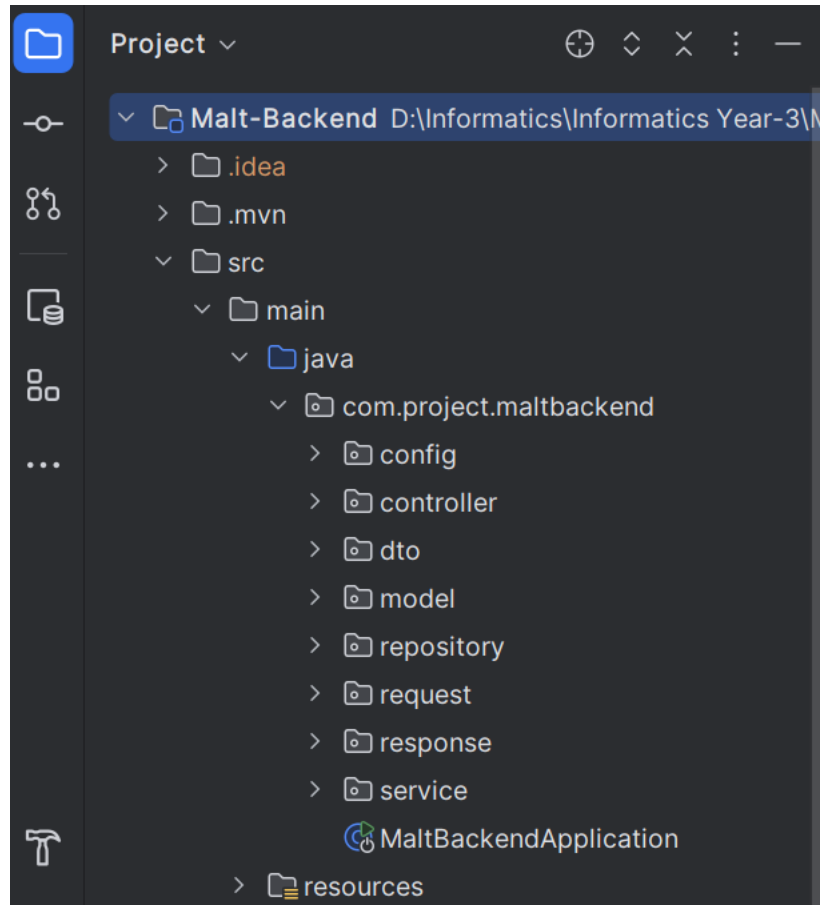 Project
Malt-Backend D:\Informatics\Informatics Year-3\
.idea
.mvn
src
main
java
com.project.maltbackend
config
controller
dto
model
repository
request
response
service
MaltBackendApplication
resources